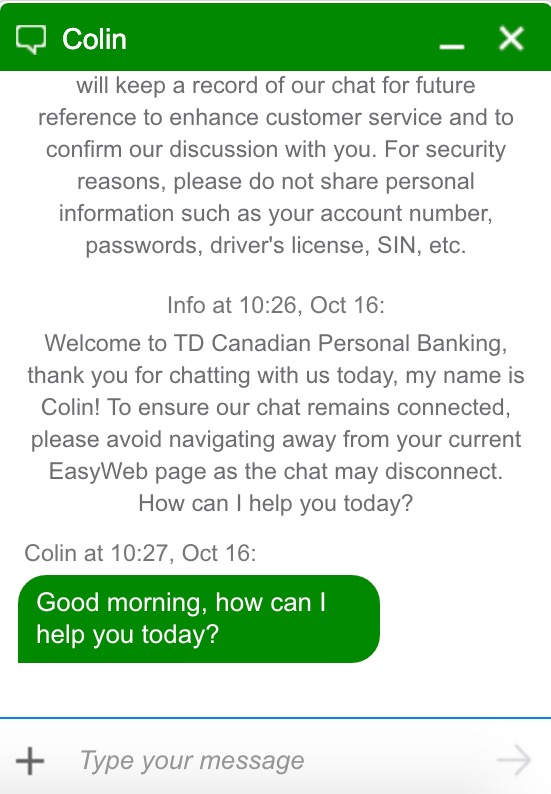 Colin
will keep a record of our chat for future
reference to enhance customer service and to
confirm our discussion with you. For security
reasons, please do not share personal
information such as your account number,
passwords, driver's license, SIN, etc.
Info at 10:26, Oct 16:
Welcome to TD Canadian Personal Banking,
thank you for chatting with us today, my name is
Colin! To ensure our chat remains connected,
please avoid navigating away from your current
EasyWeb page as the chat may disconnect.
How can I help you today?
Colin at 10:27, Oct 16:
Good morning, how can I
help you today?
Type your message